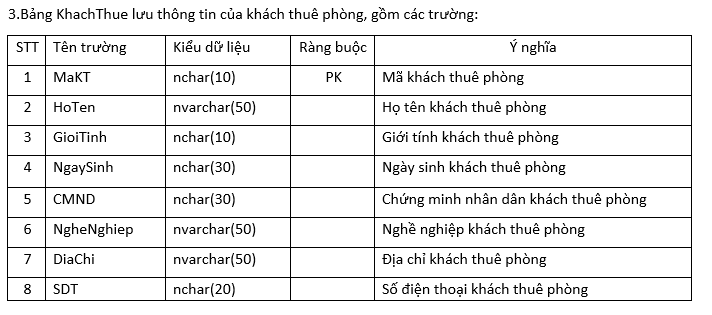 3.Bảng KhachThue lưu thông tin của khách thuê phòng, gồm các trường:
STT Tên trường Kiểu dữ liệu Ràng buộc Ý nghĩa
1 MaKT nchar(10) PK Mã khách thuê phòng
2 HoTen nvarchar(50) Họ tên khách thuê phòng
3 GioiTinh nchar(10) Giới tính khách thuê phòng
4 NgaySinh nchar(30) Ngày sinh khách thuê phòng
5 CMND nchar(30) Chứng minh nhân dân khách thuê phòng
6 NgheNghiep nvarchar(50) Nghề nghiệp khách thuê phòng
7 DiaChi nvarchar(50) Địa chỉ khách thuê phòng
8 SDT nchar(20) Số điện thoại khách thuê phòng